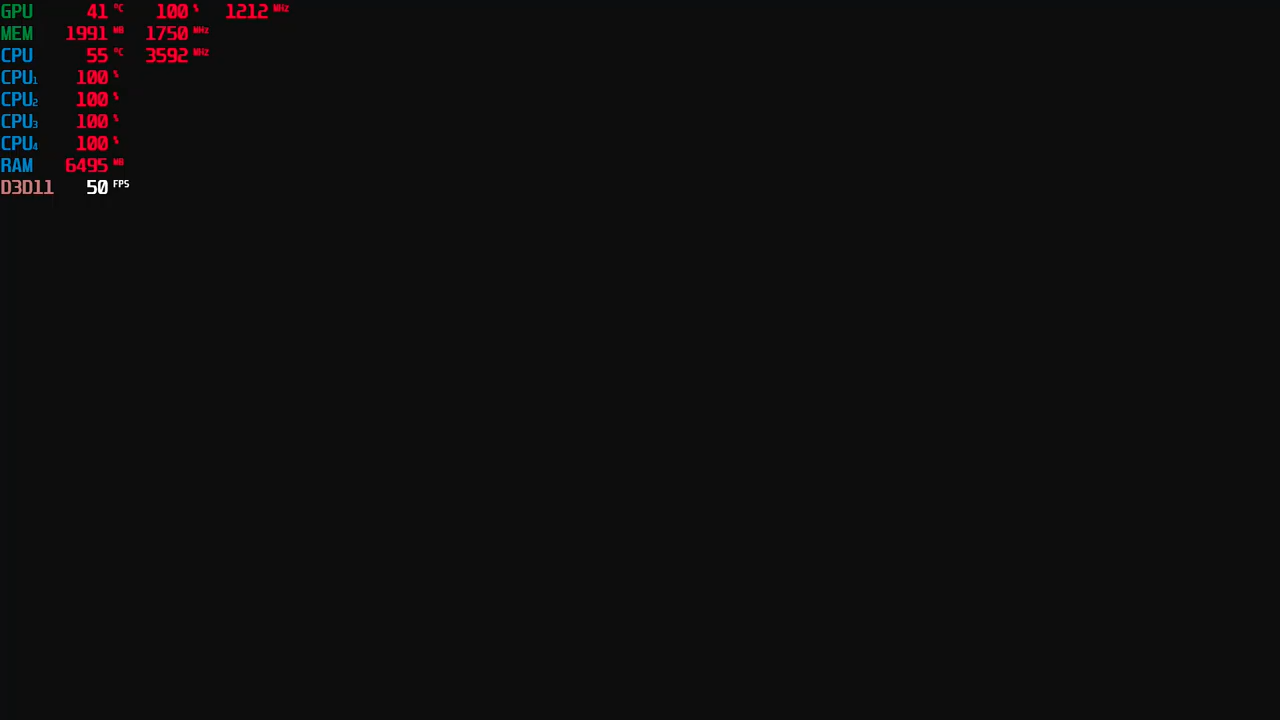 GPU 41 °C 100 % 1212 MHz
MEM 1991 MB 1750 MHz
CPU 55 °C 3592 MHz
CPU1 100 %
CPU2 100 %
CPU3 100 %
CPU4 100 %
RAM 6495 MB
D3D11 50 FPS